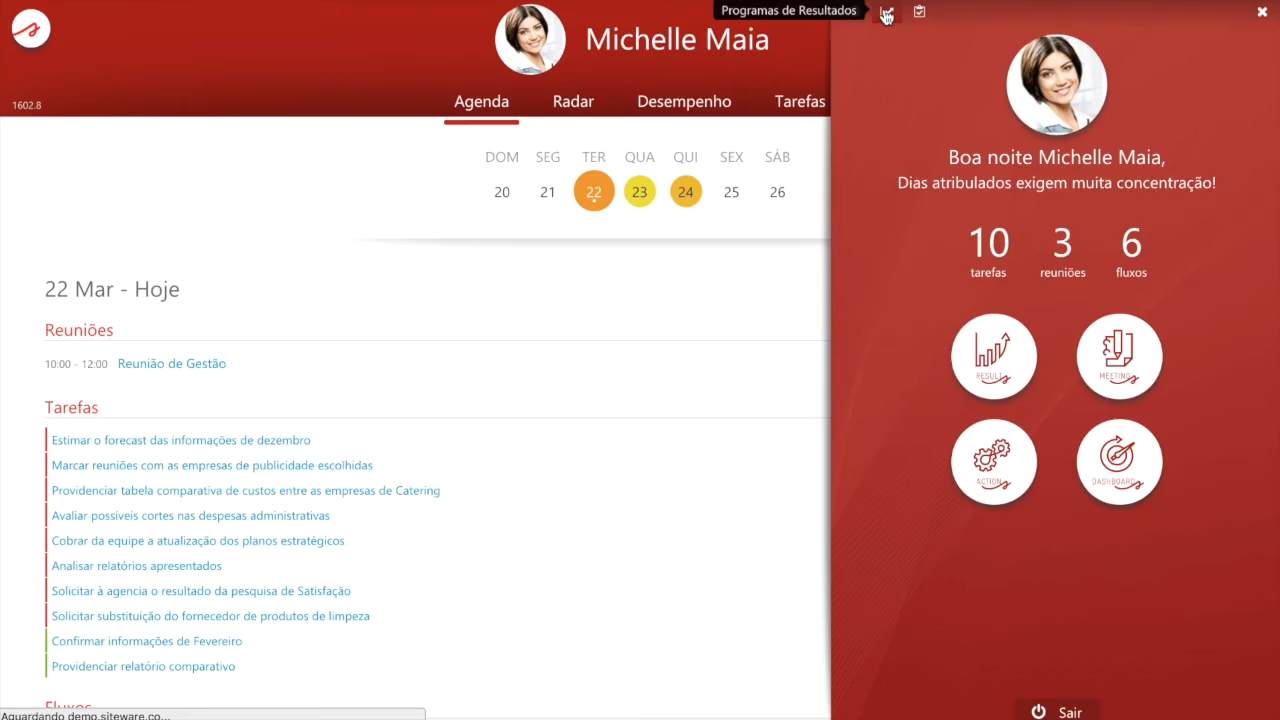 Programas de Resultados
Michelle Maia
1602.8
Agenda Radar Desempenho Tarefas
DOM SEG TER QUA QUI SEX SÁB
20 21 22 23 24 25 26
22 Mar - Hoje
Reuniões
10:00 - 12:00 Reunião de Gestão
Tarefas
Estimar o forecast das informações de dezembro
Marcar reuniões com as empresas de publicidade escolhidas
Providenciar tabela comparativa de custos entre as empresas de Catering
Avaliar possiveis cortes nas despesas administrativas
Cobrar da equipe a atualização dos planos estratégicos
Analisar relatórios apresentados
Solicitar à agencia o resultado da pesquisa de Satisfação
Solicitar substituição do fornecedor de produtos de limpeza
Confirmar informações de Fevereiro
Providenciar relatório comparativo
Fluxos
Aguardando demo.siteware.co...
Boa noite Michelle Maia,
Dias atribulados exigem muita concentração!
10 3 6
tarefas reuniões fluxos
RESULT MEETING
ACTION DASHBOARD
Sair